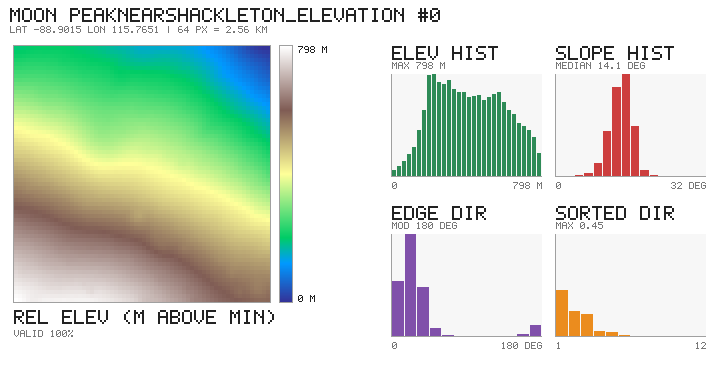 MOON PEAKNEARSHACKLETON_ELEVATION #0
LAT -88.9015 LON 115.7651 | 64 PX = 2.56 KM
798 M
0 M
REL ELEV (M ABOVE MIN)
VALID 100%
ELEV HIST
MAX 798 M
0 798 M
SLOPE HIST
MEDIAN 14.1 DEG
0 32 DEG
EDGE DIR
MOD 180 DEG
0 180 DEG
SORTED DIR
MAX 0.45
1 12